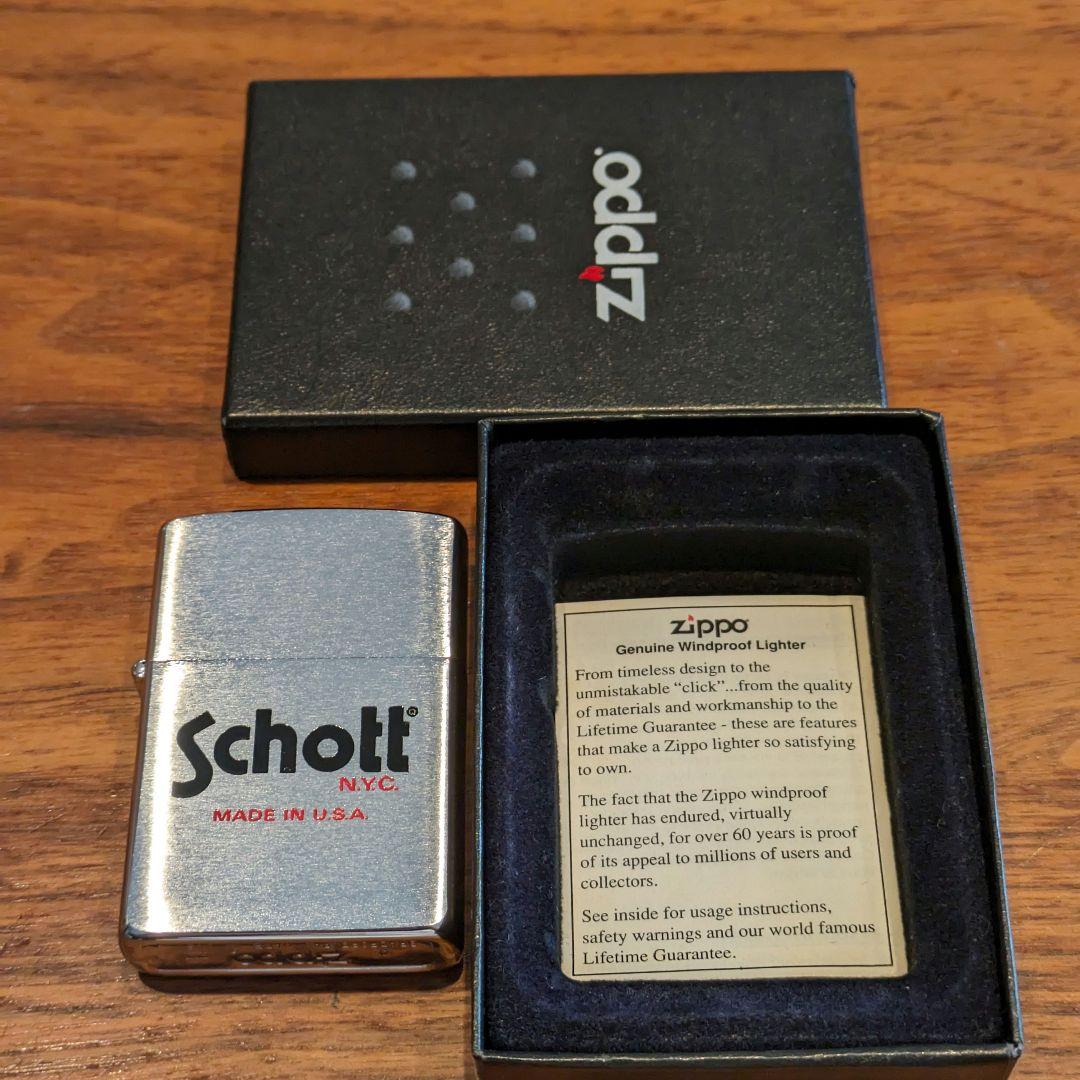 zippo
Schott®
N.Y.C.
MADE IN U.S.A.
Zippo
zippo
Genuine Windproof Lighter
From timeless design to the
unmistakable “click”...from the quality
of materials and workmanship to the
Lifetime Guarantee - these are features
that make a Zippo lighter so satisfying
to own.
The fact that the Zippo windproof
lighter has endured, virtually
unchanged, for over 60 years is proof
of its appeal to millions of users and
collectors.
See inside for usage instructions,
safety warnings and our world famous
Lifetime Guarantee.